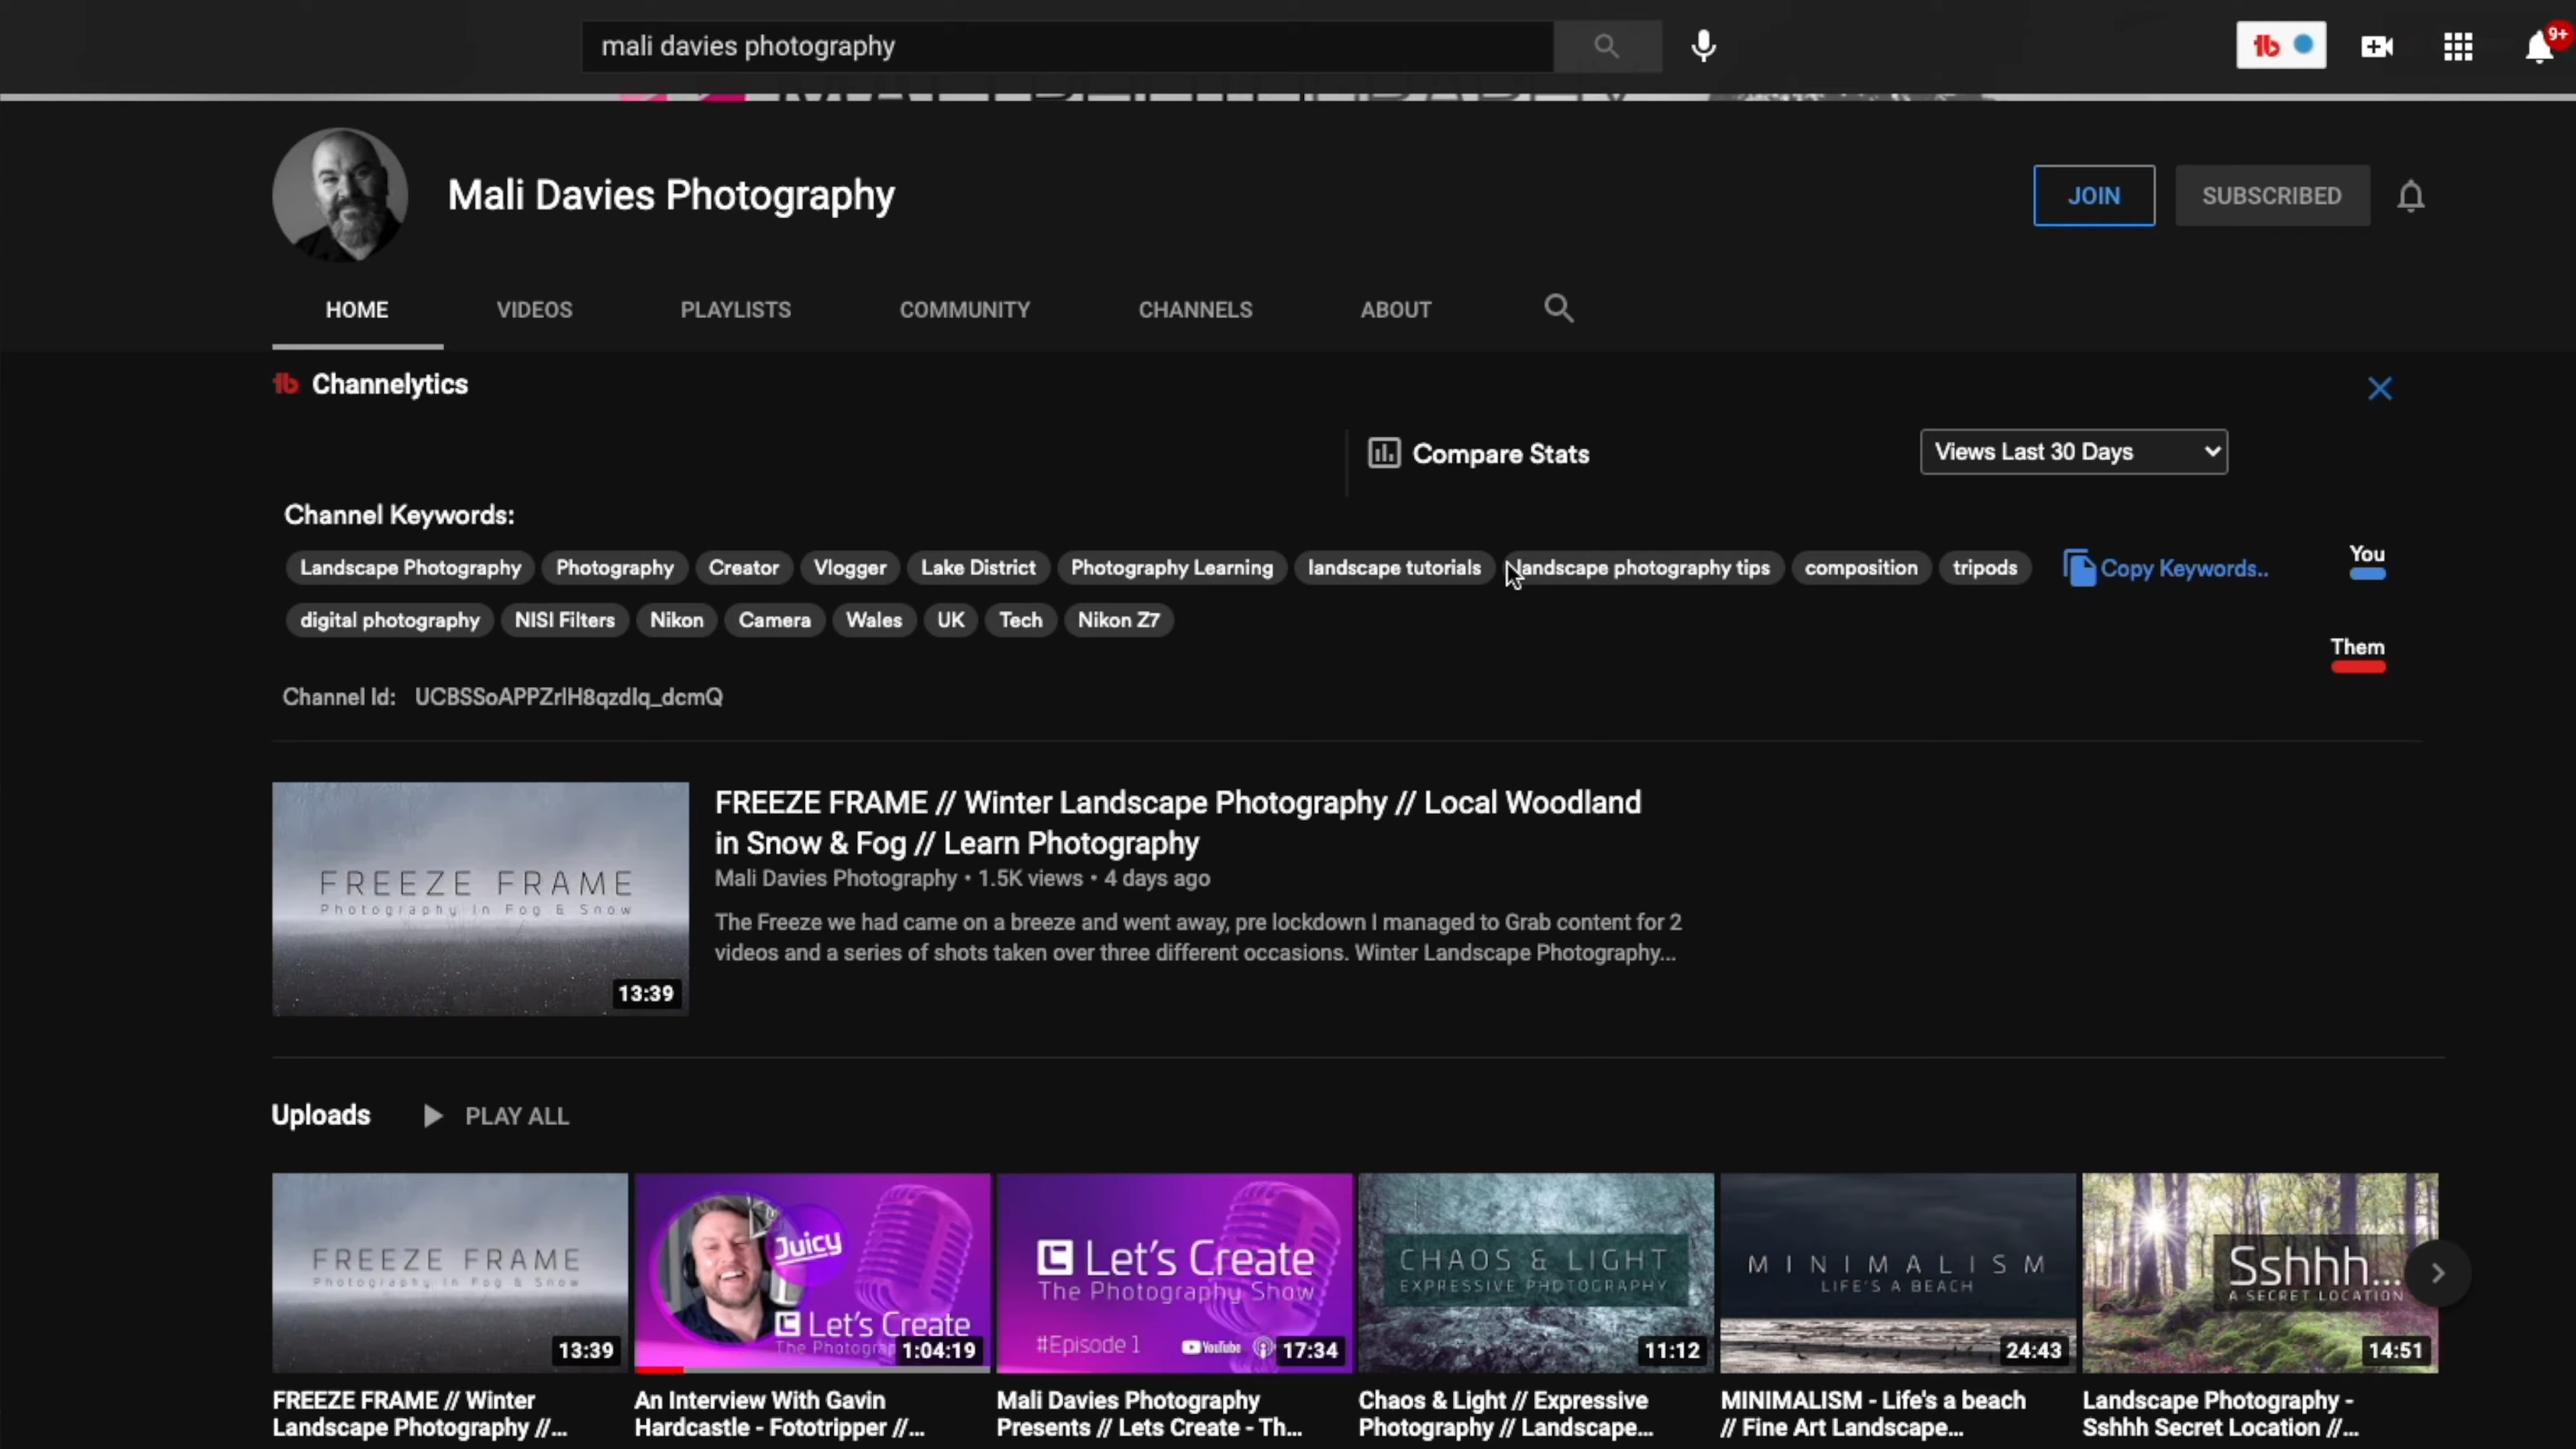 mali davies photography
9+
Mali Davies Photography
JOIN
SUBSCRIBED
HOME
VIDEOS
PLAYLISTS
COMMUNITY
CHANNELS
ABOUT
Channelytics
Compare Stats
Views Last 30 Days
Channel Keywords:
Landscape Photography Photography Creator Vlogger Lake District Photography Learning landscape tutorials landscape photography tips composition tripods
Copy Keywords..
You
digital photography NISI Filters Nikon Camera Wales UK Tech Nikon Z7
Them
Channel Id: UCBSSoAPPZrIH8qzdIq_dcmQ
FREEZE FRAME
Photography In Fog & Snow
13:39
FREEZE FRAME // Winter Landscape Photography // Local Woodland
in Snow & Fog // Learn Photography
Mali Davies Photography • 1.5K views • 4 days ago
The Freeze we had came on a breeze and went away, pre lockdown I managed to Grab content for 2
videos and a series of shots taken over three different occasions. Winter Landscape Photography...
Uploads
PLAY ALL
FREEZE FRAME
Photography In Fog & Snow
13:39
FREEZE FRAME // Winter
Landscape Photography //...
Juicy
Let's Create
The Photograp
1:04:19
An Interview With Gavin
Hardcastle - Fototripper //...
Let's Create
The Photography Show
#Episode 1
YouTube
17:34
Mali Davies Photography
Presents // Lets Create - Th...
CHAOS & LIGHT
EXPRESSIVE PHOTOGRAPHY
11:12
Chaos & Light // Expressive
Photography // Landscape...
MINIMALISM
LIFE'S A BEACH
24:43
MINIMALISM - Life's a beach
// Fine Art Landscape...
Sshhh...
A SECRET LOCATION
14:51
Landscape Photography -
Sshhh Secret Location //...